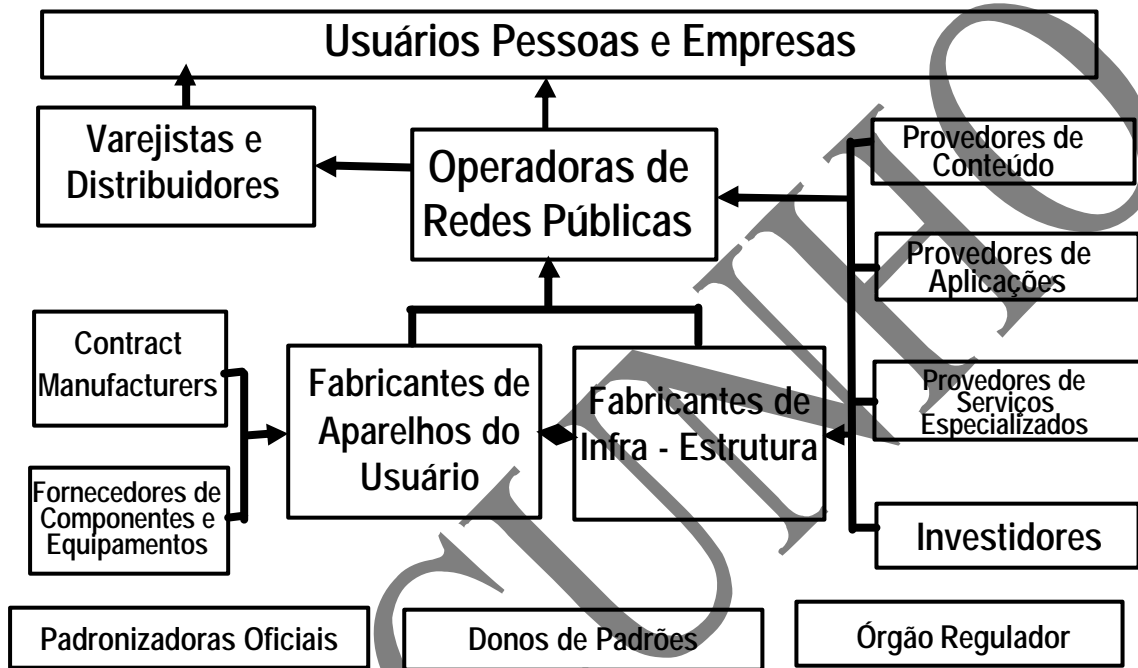 Usuários Pessoas e Empresas
Varejistas e
Distribuidores
Operadoras de
Redes Públicas
Provedores de
Conteúdo
Provedores de
Aplicações
Contract
Manufacturers
Fabricantes de
Aparelhos do
Usuário
Fabricantes de
Infra - Estrutura
Provedores de
Serviços
Especializados
Fornecedores de
Componentes e
Equipamentos
Investidores
Padronizadoras Oficiais
Donos de Padrões
Órgão Regulador
CUNHO